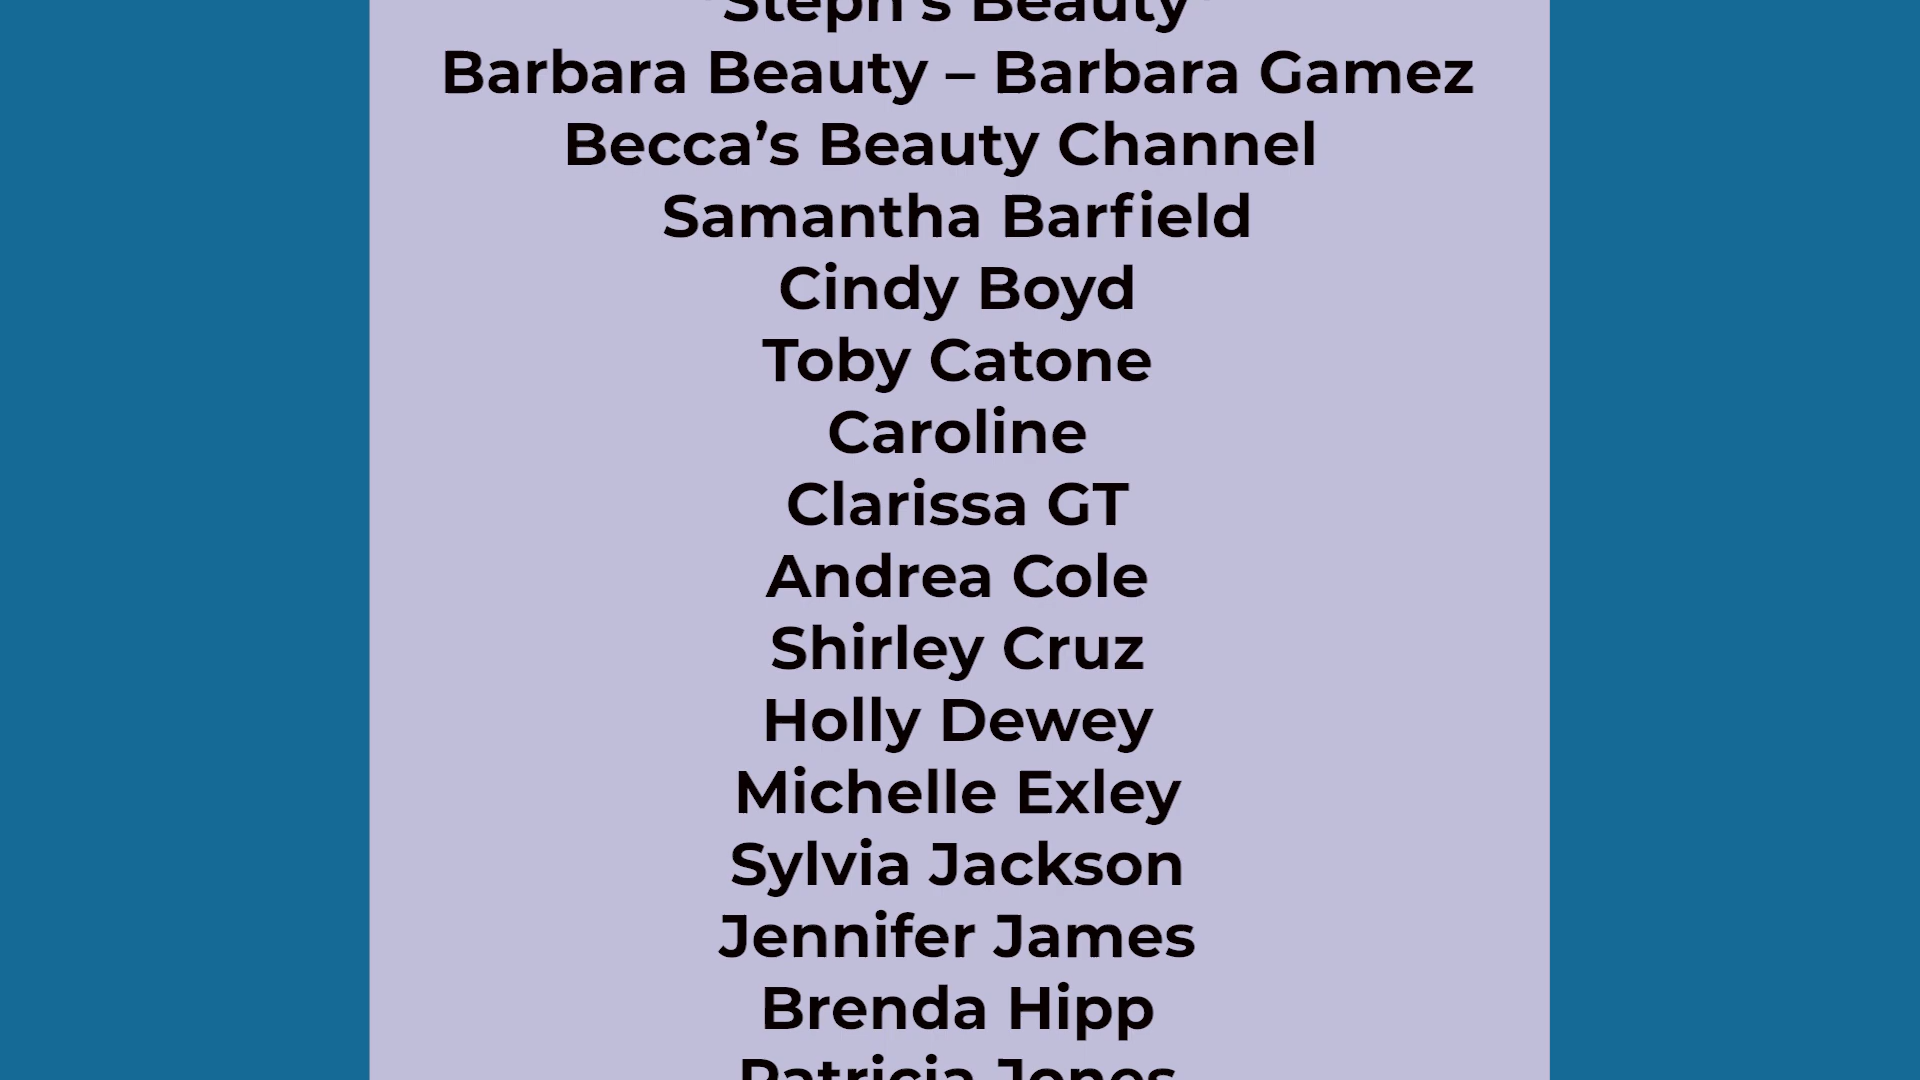 *Steph's Beauty*
Barbara Beauty – Barbara Gamez
Becca’s Beauty Channel
Samantha Barfield
Cindy Boyd
Toby Catone
Caroline
Clarissa GT
Andrea Cole
Shirley Cruz
Holly Dewey
Michelle Exley
Sylvia Jackson
Jennifer James
Brenda Hipp
Patricia Jones